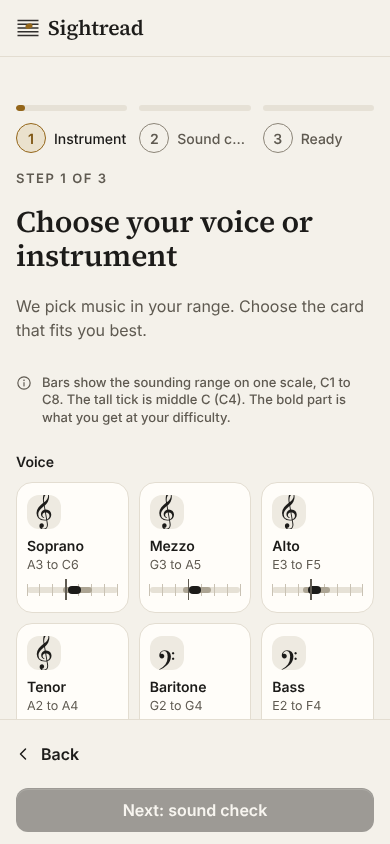 Sightread
1 Instrument 2 Sound c... 3 Ready
STEP 1 OF 3
Choose your voice or
instrument
We pick music in your range. Choose the card
that fits you best.
Bars show the sounding range on one scale, C1 to
C8. The tall tick is middle C (C4). The bold part is
what you get at your difficulty.
Voice
Soprano Mezzo Alto
A3 to C6 G3 to A5 E3 to F5
Tenor Baritone Bass
A2 to A4 G2 to G4 E2 to F4
Back
Next: sound check